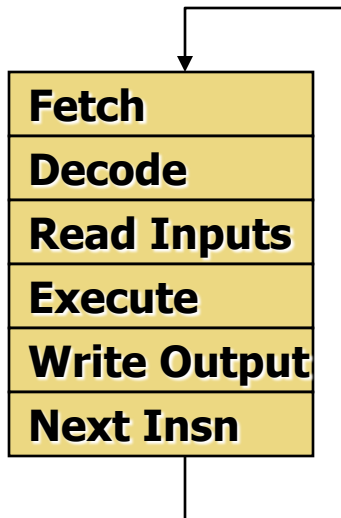 Fetch
Decode
Read Inputs
Execute
Write Output
Next Insn